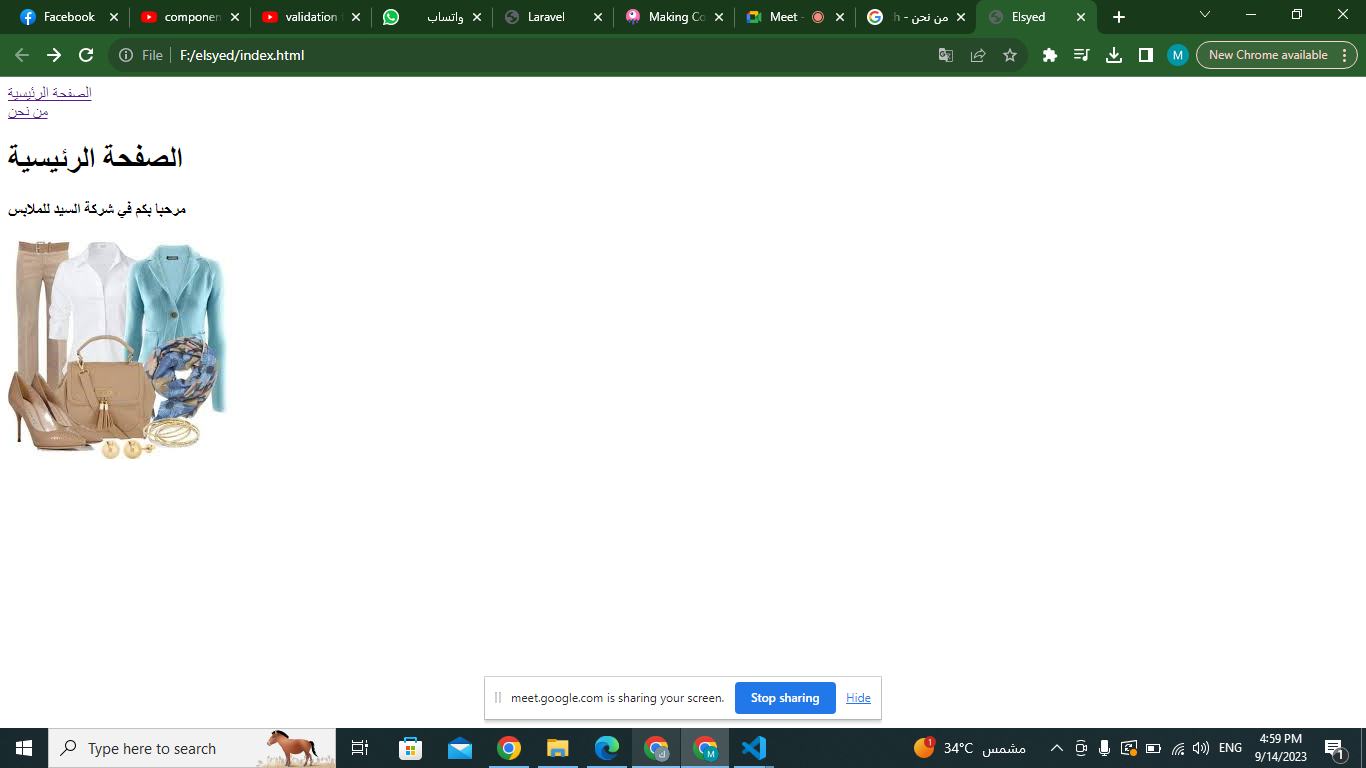 Facebook
componen
validation
واتساب
Laravel
Making Co
Meet -
من نحن - h
Elsyed
File
F:/elsyed/index.html
M
New Chrome available
الصفحة الرئيسية
من نحن
الصفحة الرئيسية
مرحبا بكم في شركة السيد للملابس
meet.google.com is sharing your screen.
Stop sharing
Hide
Type here to search
1
34°C مشمس
ENG
4:59 PM
9/14/2023
1